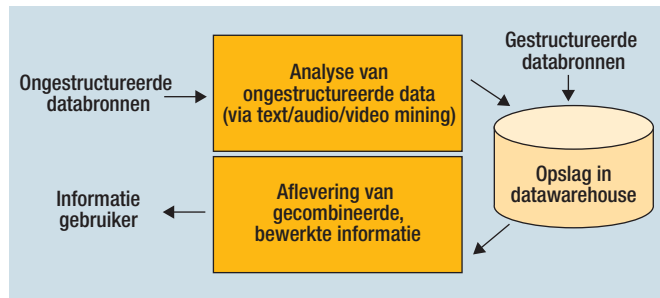 Ongestructureerde
databronnen
Analyse van
ongestructureerde data
(via text/audio/video mining)
Gestructureerde
databronnen
Opslag in
datawarehouse
Aflevering van
gecombineerde,
bewerkte informatie
Informatie
gebruiker